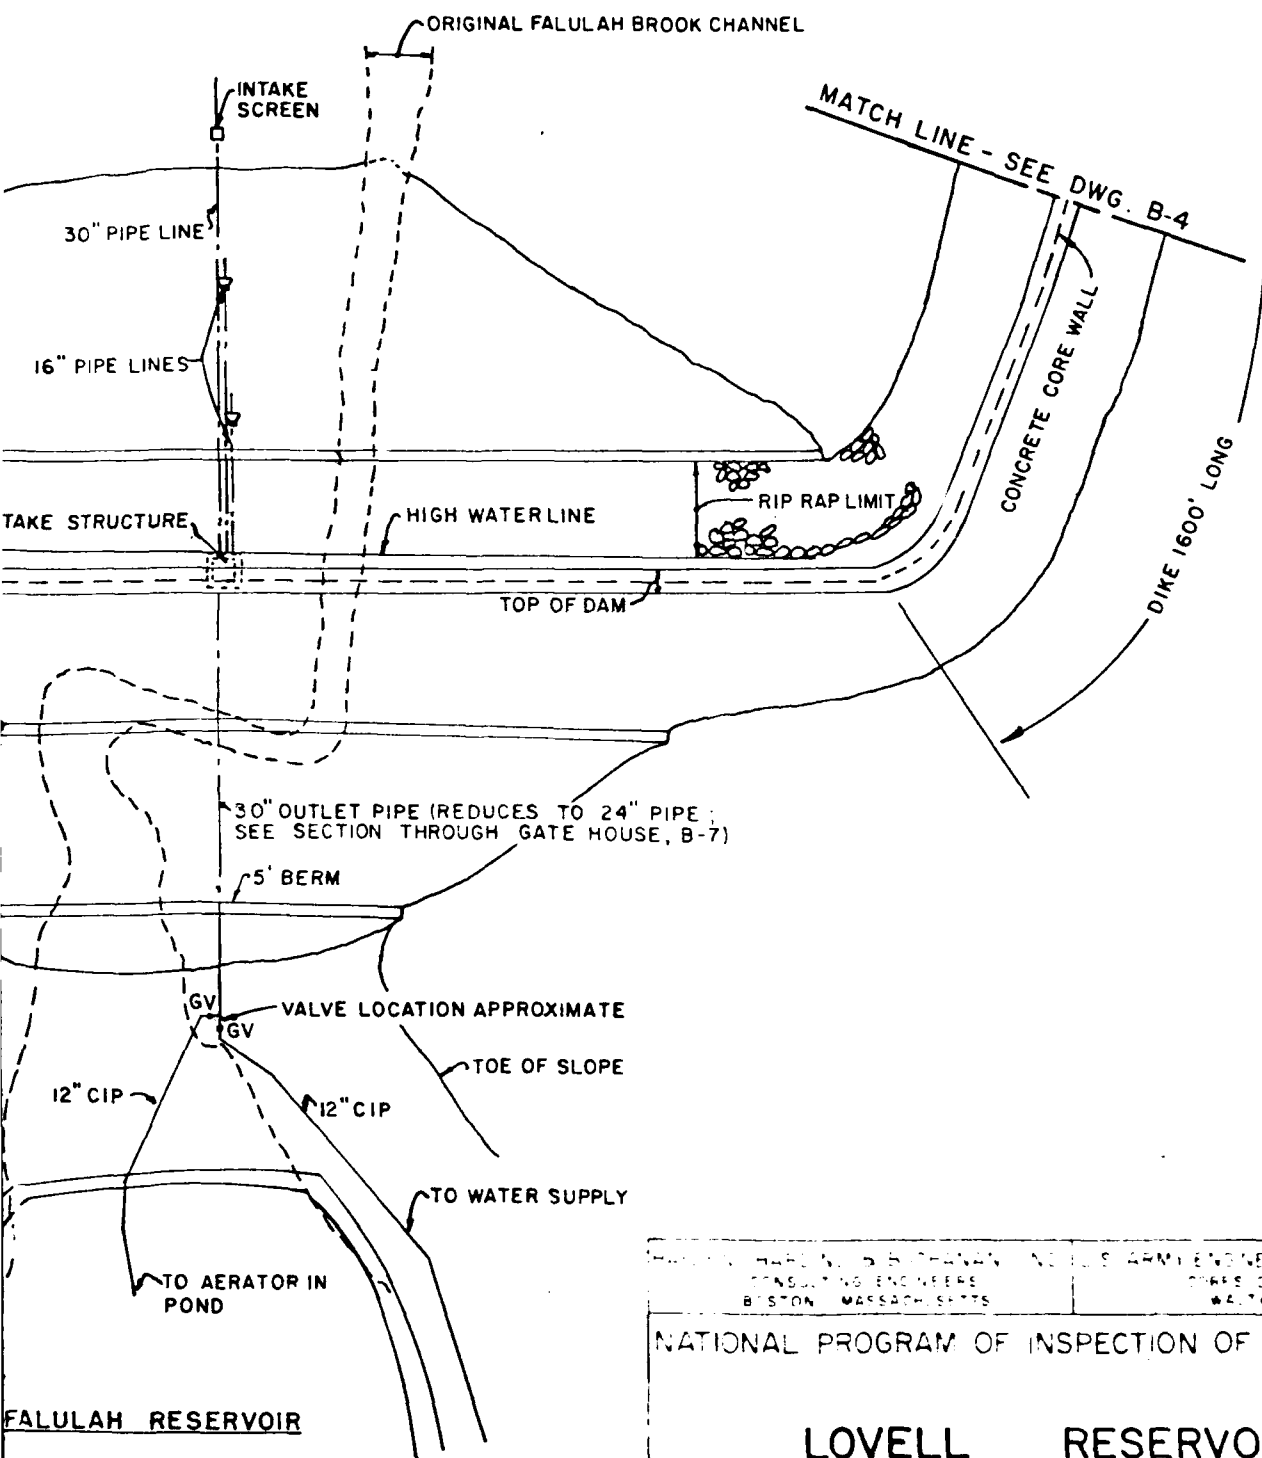 ORIGINAL FALULAH BROOK CHANNEL
INTAKE
SCREEN
MATCH LINE - SEE DWG. B-4
30" PIPE LINE
16" PIPE LINES
CONCRETE CORE WALL
DIKE 1600' LONG
RIP RAP LIMIT
TAKE STRUCTURE
HIGH WATER LINE
TOP OF DAM
30" OUTLET PIPE (REDUCES TO 24" PIPE;
SEE SECTION THROUGH GATE HOUSE, B-7)
5' BERM
GV
VALVE LOCATION APPROXIMATE
GV
TOE OF SLOPE
12" CIP
12" CIP
TO WATER SUPPLY
TO AERATOR IN
POND
U.S. ARMY ENGINE
CONSULTING ENGINEERS
BOSTON MASSACHUSETTS
NATIONAL PROGRAM OF INSPECTION OF
FALULAH RESERVOIR
LOVELL RESERVO